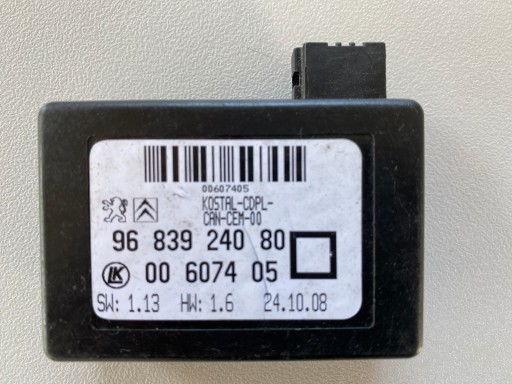 00607405
KOSTAL-CDPL-
CAN-CEM-00
96 839 240 80
LK 00 6074 05
SW: 1.13 HW: 1.6 24.10.08